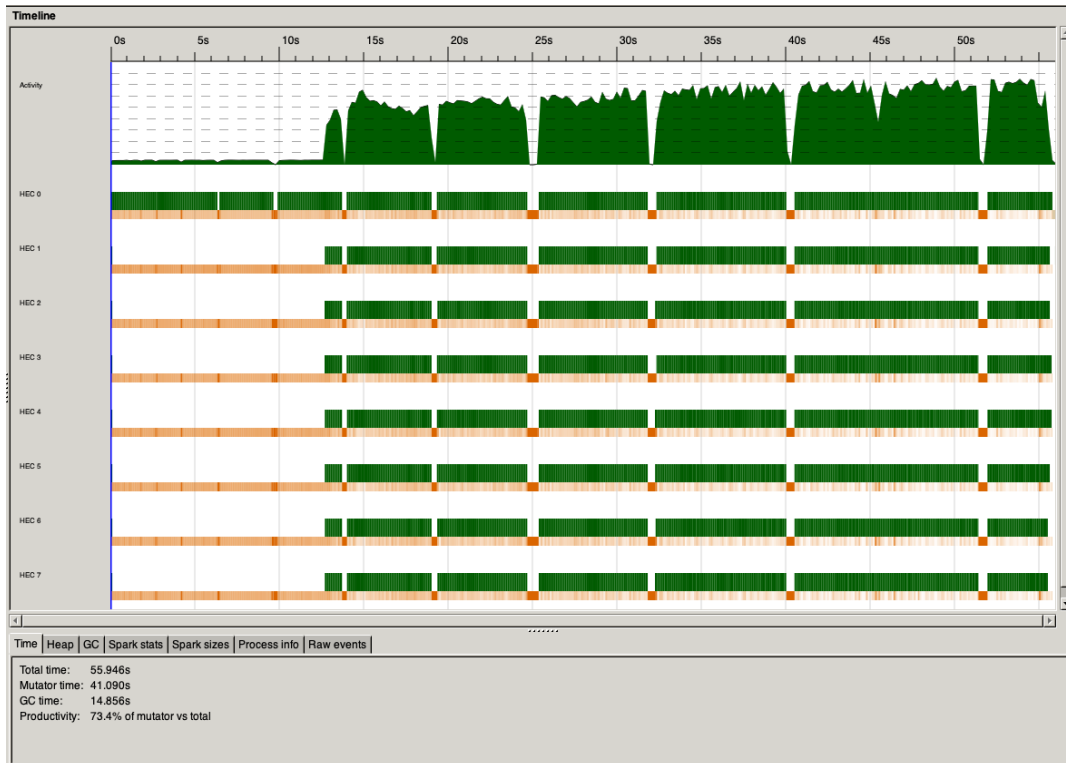 Timeline
0s 5s 10s 15s 20s 25s 30s 35s 40s 45s 50s
Activity
HEC 0
HEC 1
HEC 2
HEC 3
HEC 4
HEC 5
HEC 6
HEC 7
Time Heap GC Spark stats Spark sizes Process info Raw events
Total time: 55.946s
Mutator time: 41.090s
GC time: 14.856s
Productivity: 73.4% of mutator vs total